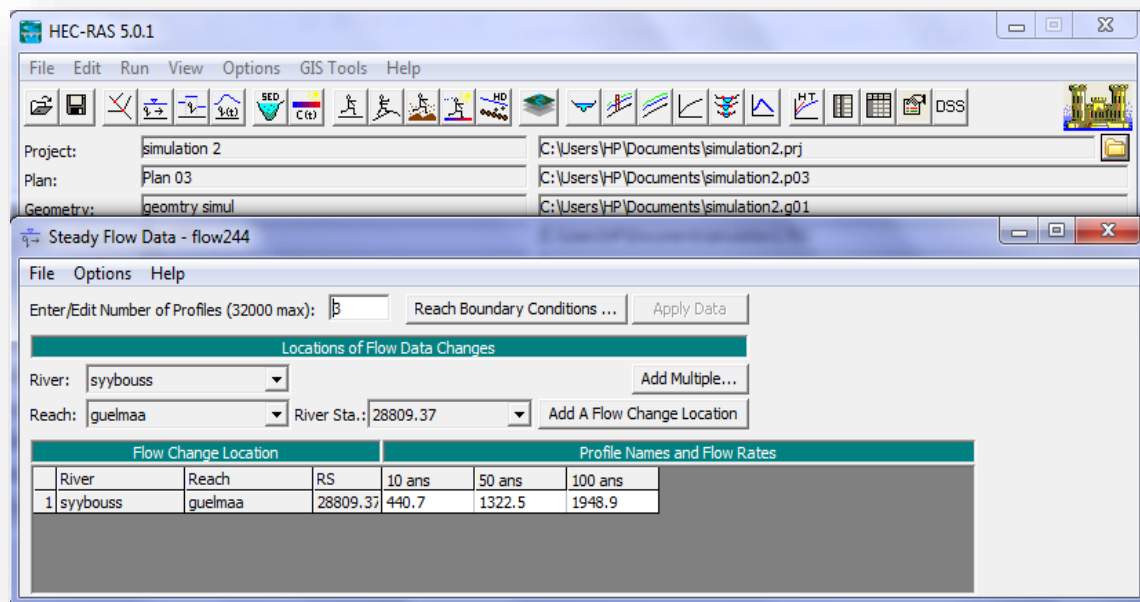 HEC-RAS 5.0.1
File Edit Run View Options GIS Tools Help
SED C(t) HD HT DSS
Project: simulation 2 C:\Users\HP\Documents\simulation2.prj
Plan: Plan 03 C:\Users\HP\Documents\simulation2.p03
Geometry: geomtry simul C:\Users\HP\Documents\simulation2.g01
Steady Flow Data - flow244
File Options Help
Enter/Edit Number of Profiles (32000 max): 3 Reach Boundary Conditions ... Apply Data
Locations of Flow Data Changes
River: syybouss Add Multiple...
Reach: guelmaa River Sta.: 28809.37 Add A Flow Change Location
Flow Change Location Profile Names and Flow Rates
River Reach RS 10 ans 50 ans 100 ans
1 syybouss guelmaa 28809.37 440.7 1322.5 1948.9